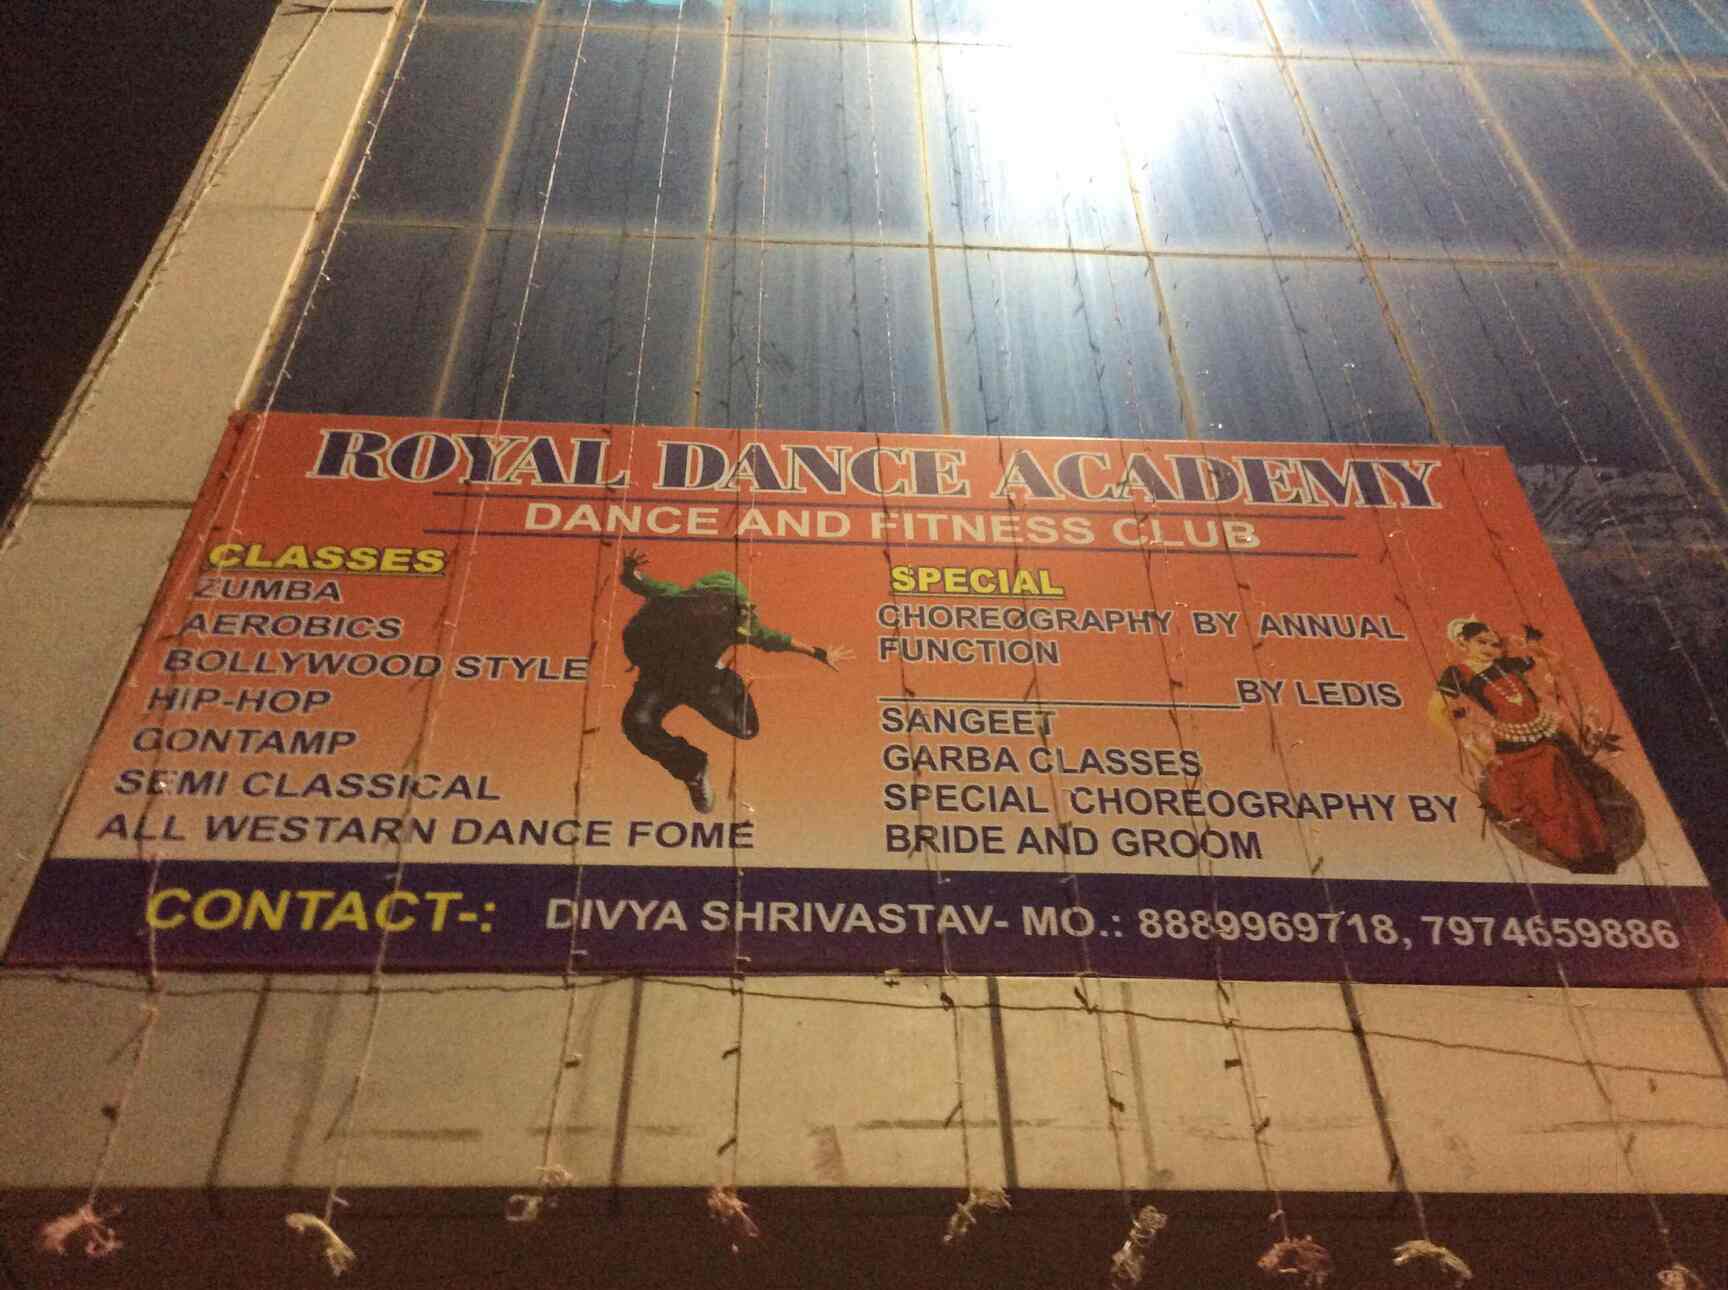 ROYAL DANCE ACADEMY
DANCE AND FITNESS CLUB
CLASSES
ZUMBA
AEROBICS
BOLLYWOOD STYLE
HIP-HOP
CONTAMP
SEMI CLASSICAL
ALL WESTARN DANCE FOME
SPECIAL
CHOREOGRAPHY BY ANNUAL
FUNCTION
____________________BY LEDIS
SANGEET
GARBA CLASSES
SPECIAL CHOREOGRAPHY BY
BRIDE AND GROOM
CONTACT-: DIVYA SHRIVASTAV- MO.: 8889969718, 7974659886